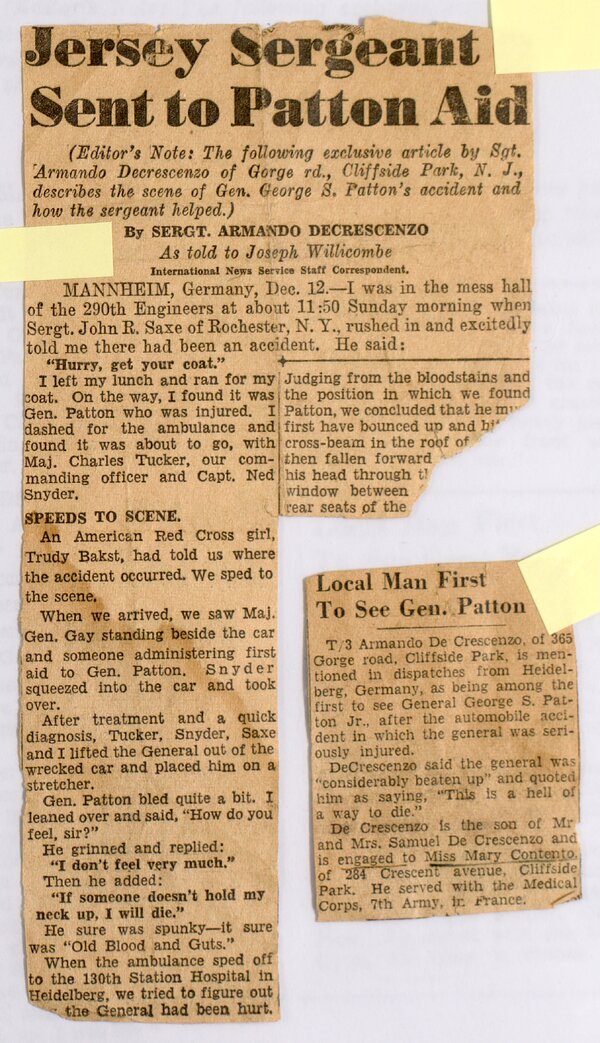 Jersey Sergeant
Sent to Patton Aid
(Editor's Note: The following exclusive article by Sgt.
Armando Decrescenzo of Gorge rd., Cliffside Park, N. J.,
describes the scene of Gen. George S. Patton's accident and
how the sergeant helped.)
By SERGT. ARMANDO DECRESCENZO
As told to Joseph Willicombe
International News Service Staff Correspondent.
MANNHEIM, Germany, Dec. 12.—I was in the mess hall
of the 290th Engineers at about 11:50 Sunday morning when
Sergt. John R. Saxe of Rochester, N. Y., rushed in and excitedly
told me there had been an accident. He said:
"Hurry, get your coat."
I left my lunch and ran for my
coat. On the way, I found it was
Gen. Patton who was injured. I
dashed for the ambulance and
found it was about to go, with
Maj. Charles Tucker, our com-
manding officer and Capt. Ned
Snyder.
SPEEDS TO SCENE.
An American Red Cross girl,
Trudy Bakst, had told us where
the accident occurred. We sped to
the scene.
When we arrived, we saw Maj.
Gen. Gay standing beside the car
and someone administering first
aid to Gen. Patton. Snyder
squeezed into the car and took
over.
After treatment and a quick
diagnosis, Tucker, Snyder, Saxe
and I lifted the General out of the
wrecked car and placed him on a
stretcher.
Gen. Patton bled quite a bit. I
leaned over and said, "How do you
feel, sir?"
He grinned and replied:
"I don't feel very much."
Then he added:
"If someone doesn't hold my
neck up, I will die."
He sure was spunky—it sure
was "Old Blood and Guts."
When the ambulance sped off
to the 130th Station Hospital in
Heidelberg, we tried to figure out
the General had been hurt.
Judging from the bloodstains and
the position in which we found
Patton, we concluded that he
first have bounced up and
cross-beam in the roof of
then fallen forward
his head through
window between
rear seats of the
Local Man First
To See Gen. Patton
T/3 Armando De Crescenzo, of 365
Gorge road, Cliffside Park, is men-
tioned in dispatches from Heidel-
berg, Germany, as being among the
first to see General George S. Pat-
ton Jr., after the automobile acci-
dent in which the general was seri-
ously injured.
DeCrescenzo said the general was
"considerably beaten up" and quoted
him as saying, "This is a hell of
a way to die."
De Crescenzo is the son of Mr
and Mrs. Samuel De Crescenzo and
is engaged to Miss Mary Contento,
of 284 Crescent avenue, Cliffside
Park. He served with the Medical
Corps, 7th Army, in France.